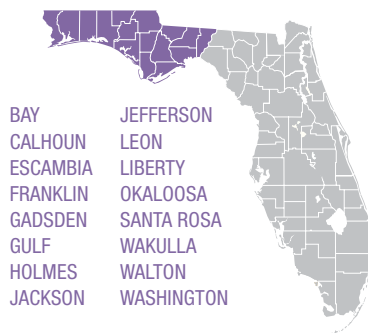 BAY
CALHOUN
ESCAMBIA
FRANKLIN
GADSDEN
GULF
HOLMES
JACKSON
JEFFERSON
LEON
LIBERTY
OKALOOSA
SANTA ROSA
WAKULLA
WALTON
WASHINGTON